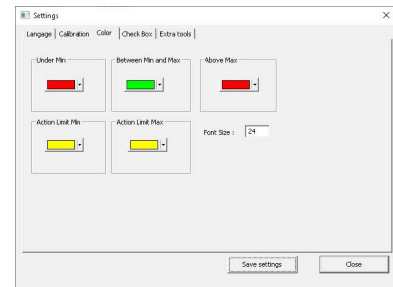 Settings
Langage Calibration Color Check Box Extra tools
Under Min Between Min and Max Above Max
Action Limit Min Action Limit Max
Font Size : 24
Save settings Close